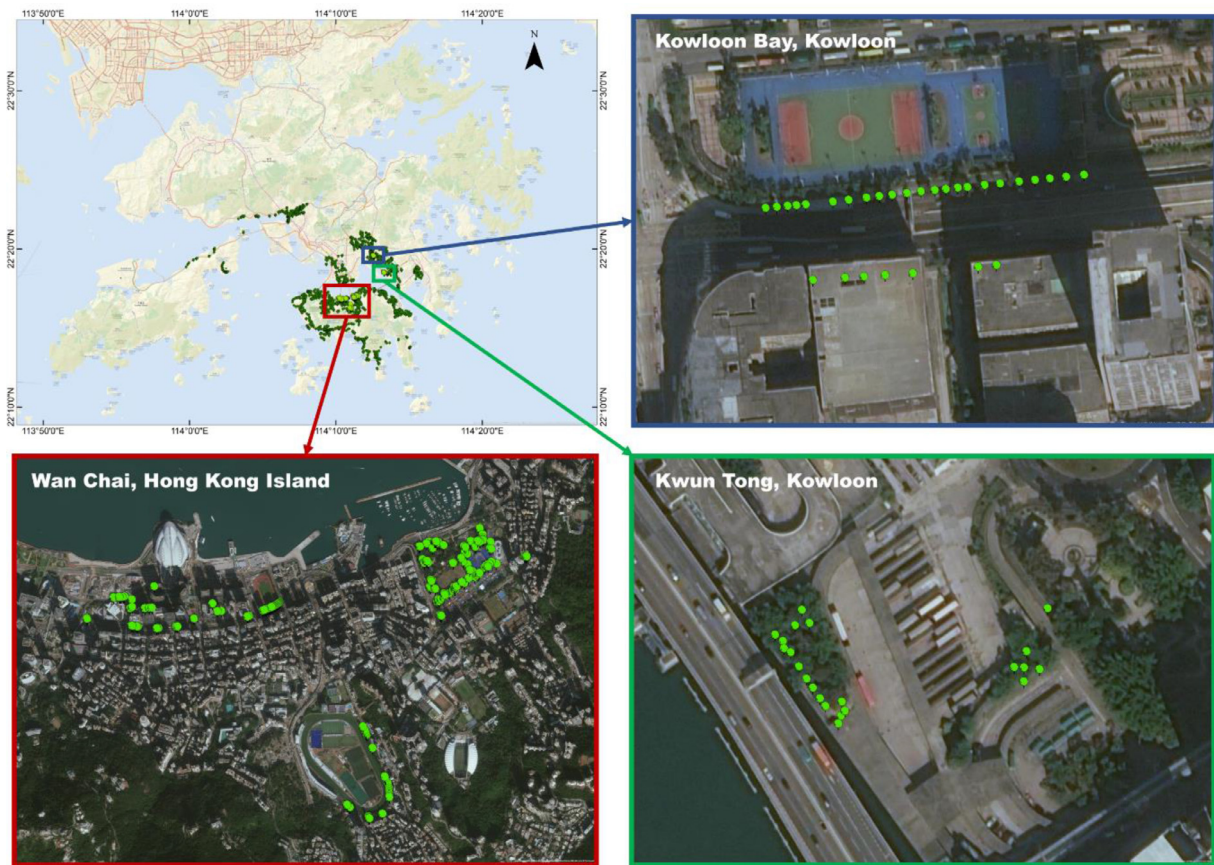 113°50'0"E
114°0'0"E
114°10'0"E
114°20'0"E
N
22°30'0"N
22°20'0"N
22°10'0"N
22°30'0"N
22°20'0"N
22°10'0"N
113°50'0"E
114°0'0"E
114°10'0"E
114°20'0"E
Kowloon Bay, Kowloon
Wan Chai, Hong Kong Island
Kwun Tong, Kowloon